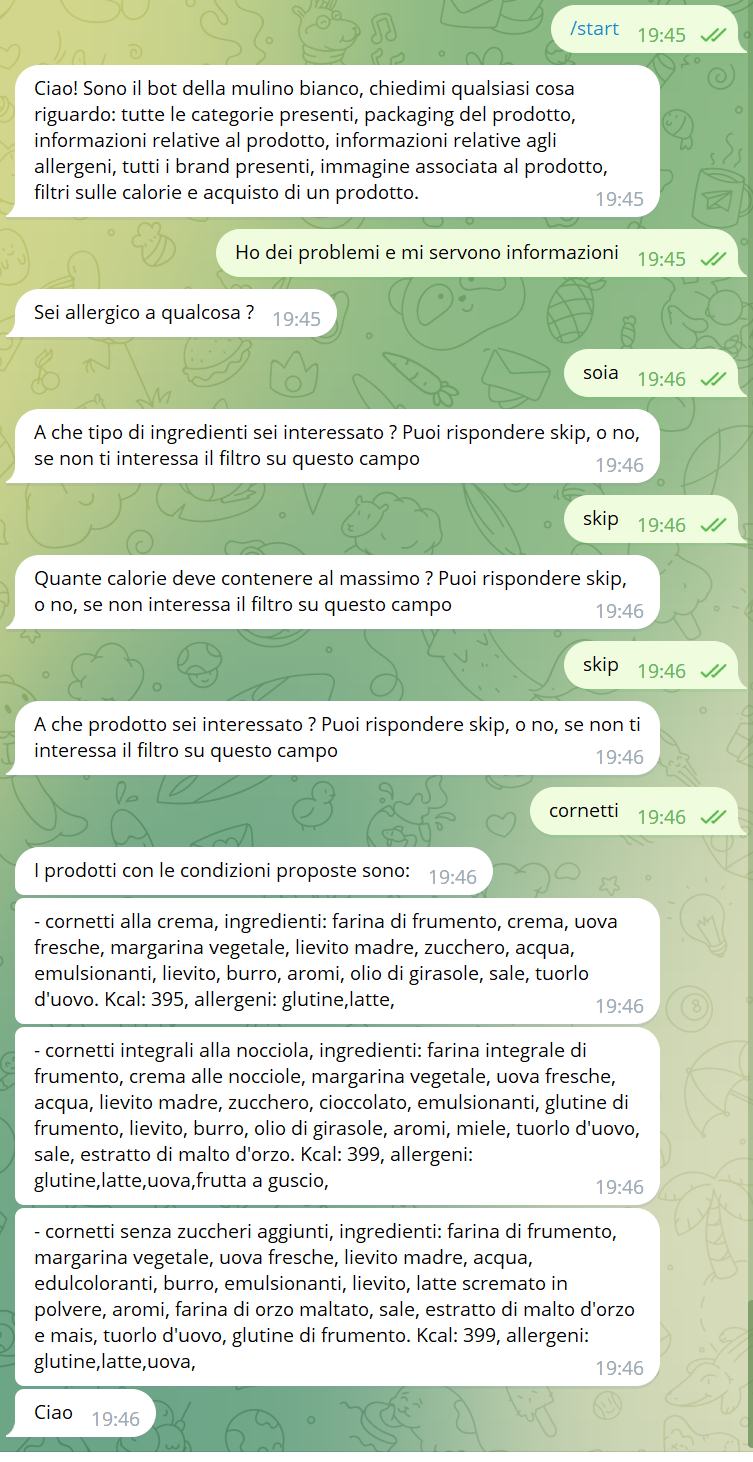 /start 19:45
Ciao! Sono il bot della mulino bianco, chiedimi qualsiasi cosa
riguardo: tutte le categorie presenti, packaging del prodotto,
informazioni relative al prodotto, informazioni relative agli
allergeni, tutti i brand presenti, immagine associata al prodotto,
filtri sulle calorie e acquisto di un prodotto. 19:45
Ho dei problemi e mi servono informazioni 19:45
Sei allergico a qualcosa ? 19:45
soia 19:46
A che tipo di ingredienti sei interessato ? Puoi rispondere skip, o no,
se non ti interessa il filtro su questo campo 19:46
skip 19:46
Quante calorie deve contenere al massimo ? Puoi rispondere skip,
o no, se non interessa il filtro su questo campo 19:46
skip 19:46
A che prodotto sei interessato ? Puoi rispondere skip, o no, se non ti
interessa il filtro su questo campo 19:46
cornetti 19:46
I prodotti con le condizioni proposte sono: 19:46
- cornetti alla crema, ingredienti: farina di frumento, crema, uova
fresche, margarina vegetale, lievito madre, zucchero, acqua,
emulsionanti, lievito, burro, aromi, olio di girasole, sale, tuorlo
d'uovo. Kcal: 395, allergeni: glutine,latte, 19:46
- cornetti integrali alla nocciola, ingredienti: farina integrale di
frumento, crema alle nocciole, margarina vegetale, uova fresche,
acqua, lievito madre, zucchero, cioccolato, emulsionanti, glutine di
frumento, lievito, burro, olio di girasole, aromi, miele, tuorlo d'uovo,
sale, estratto di malto d'orzo. Kcal: 399, allergeni:
glutine,latte,uova,frutta a guscio, 19:46
- cornetti senza zuccheri aggiunti, ingredienti: farina di frumento,
margarina vegetale, uova fresche, lievito madre, acqua,
edulcoloranti, burro, emulsionanti, lievito, latte scremato in
polvere, aromi, farina di orzo maltato, sale, estratto di malto d'orzo
e mais, tuorlo d'uovo, glutine di frumento. Kcal: 399, allergeni:
glutine,latte,uova, 19:46
Ciao 19:46